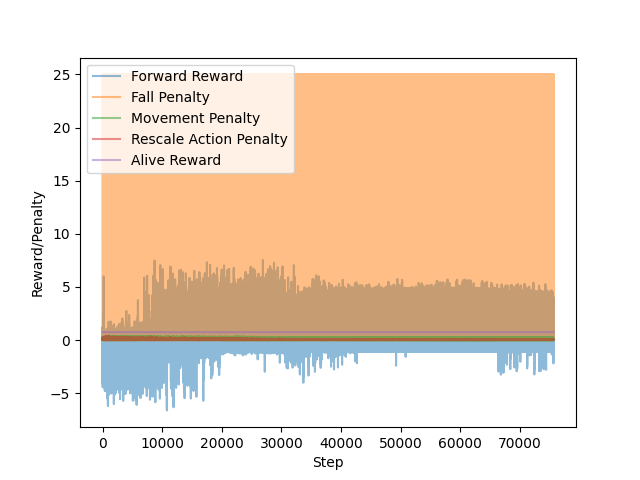 Forward Reward
Fall Penalty
Movement Penalty
Rescale Action Penalty
Alive Reward
25
20
15
10
5
0
−5
Reward/Penalty
0 10000 20000 30000 40000 50000 60000 70000
Step